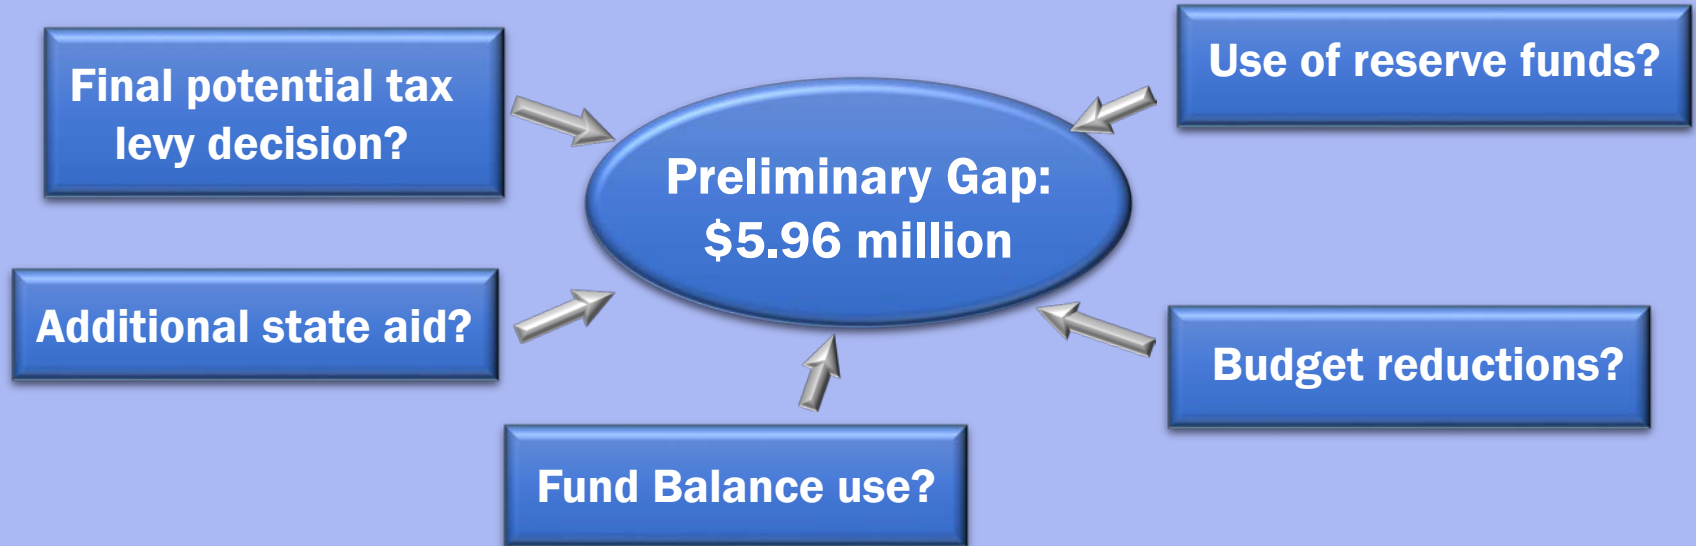 Final potential tax
levy decision?
Use of reserve funds?
Preliminary Gap:
$5.96 million
Additional state aid?
Budget reductions?
Fund Balance use?